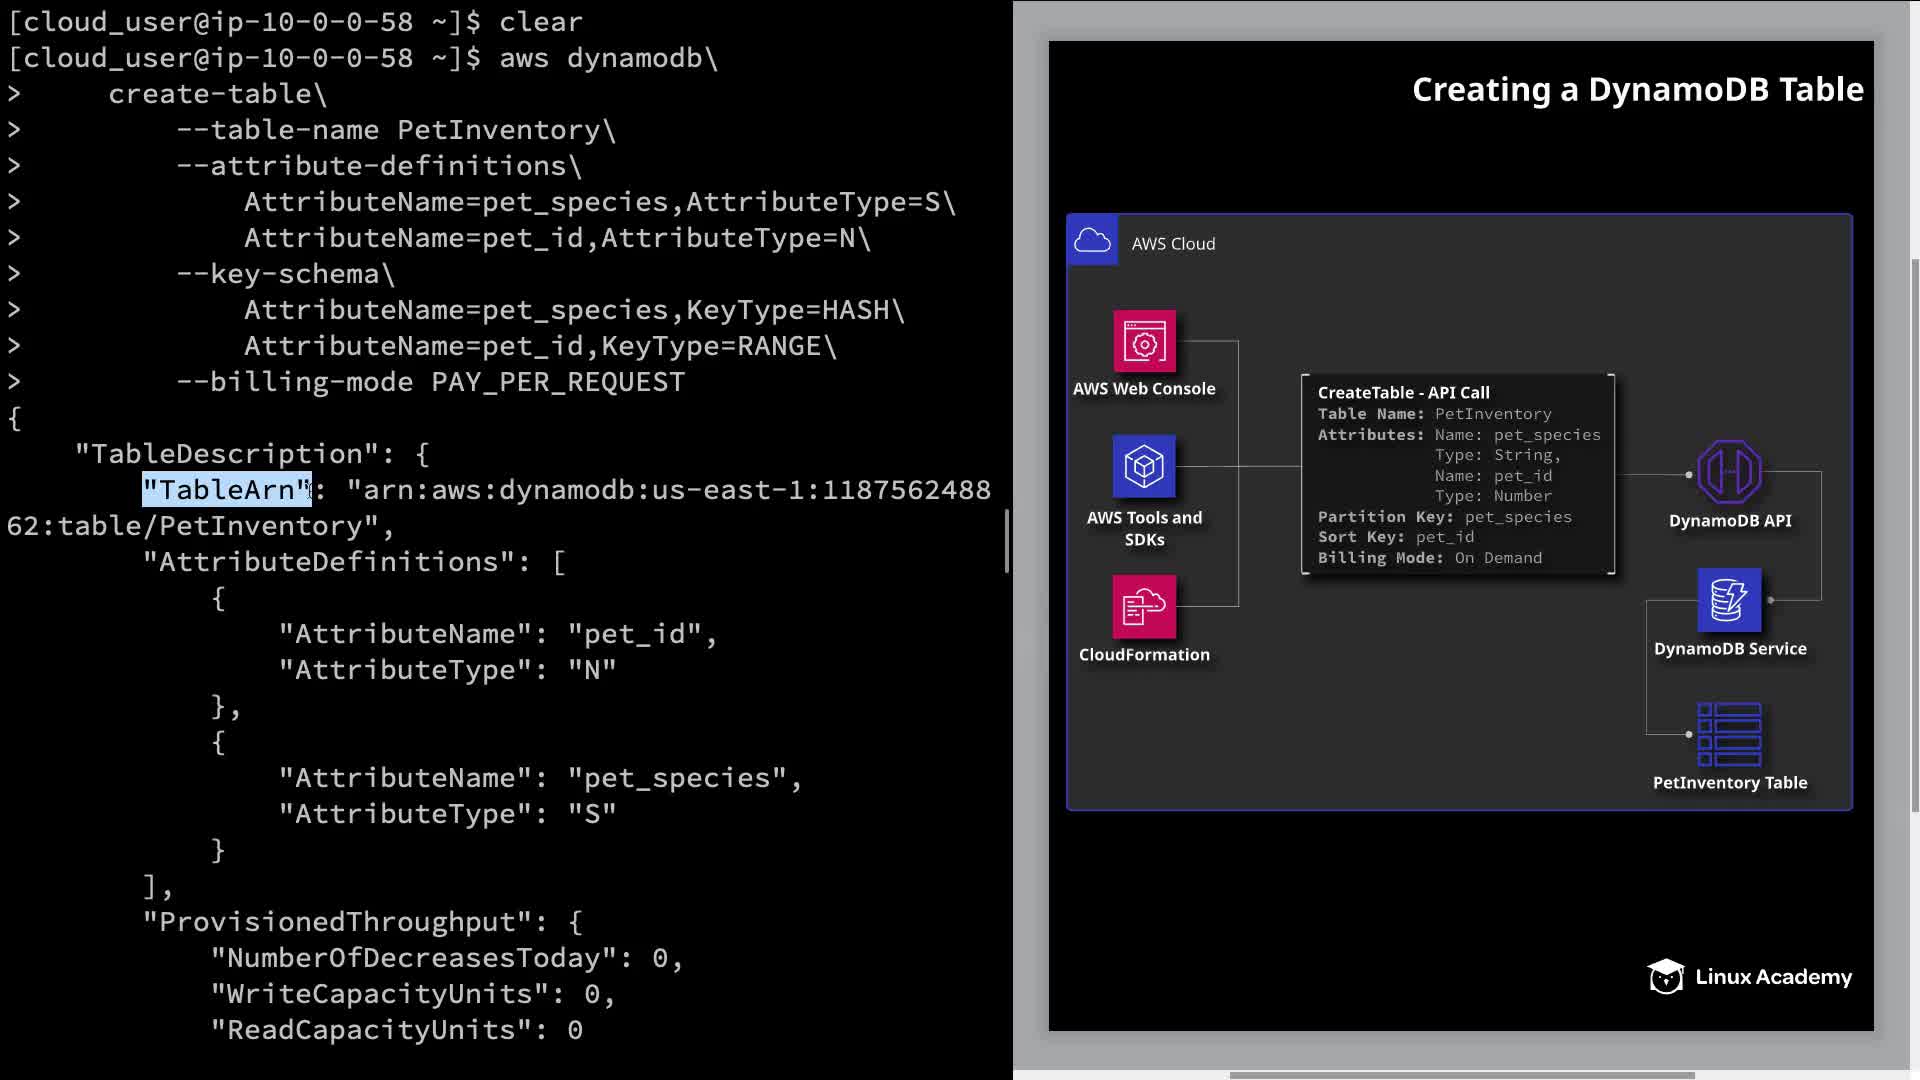 [cloud_user@ip-10-0-0-58 ~]$ clear
[cloud_user@ip-10-0-0-58 ~]$ aws dynamodb\
>     create-table\
>         --table-name PetInventory\
>         --attribute-definitions\
>             AttributeName=pet_species,AttributeType=S\
>             AttributeName=pet_id,AttributeType=N\
>         --key-schema\
>             AttributeName=pet_species,KeyType=HASH\
>             AttributeName=pet_id,KeyType=RANGE\
>         --billing-mode PAY_PER_REQUEST
{
    "TableDescription": {
        "TableArn": "arn:aws:dynamodb:us-east-1:1187562488
62:table/PetInventory",
        "AttributeDefinitions": [
            {
                "AttributeName": "pet_id",
                "AttributeType": "N"
            },
            {
                "AttributeName": "pet_species",
                "AttributeType": "S"
            }
        ],
        "ProvisionedThroughput": {
            "NumberOfDecreasesToday": 0,
            "WriteCapacityUnits": 0,
            "ReadCapacityUnits": 0
Creating a DynamoDB Table
AWS Cloud
AWS Web Console
AWS Tools and
SDKs
CloudFormation
CreateTable - API Call
Table Name: PetInventory
Attributes: Name: pet_species
Type: String,
Name: pet_id
Type: Number
Partition Key: pet_species
Sort Key: pet_id
Billing Mode: On Demand
DynamoDB API
DynamoDB Service
PetInventory Table
Linux Academy